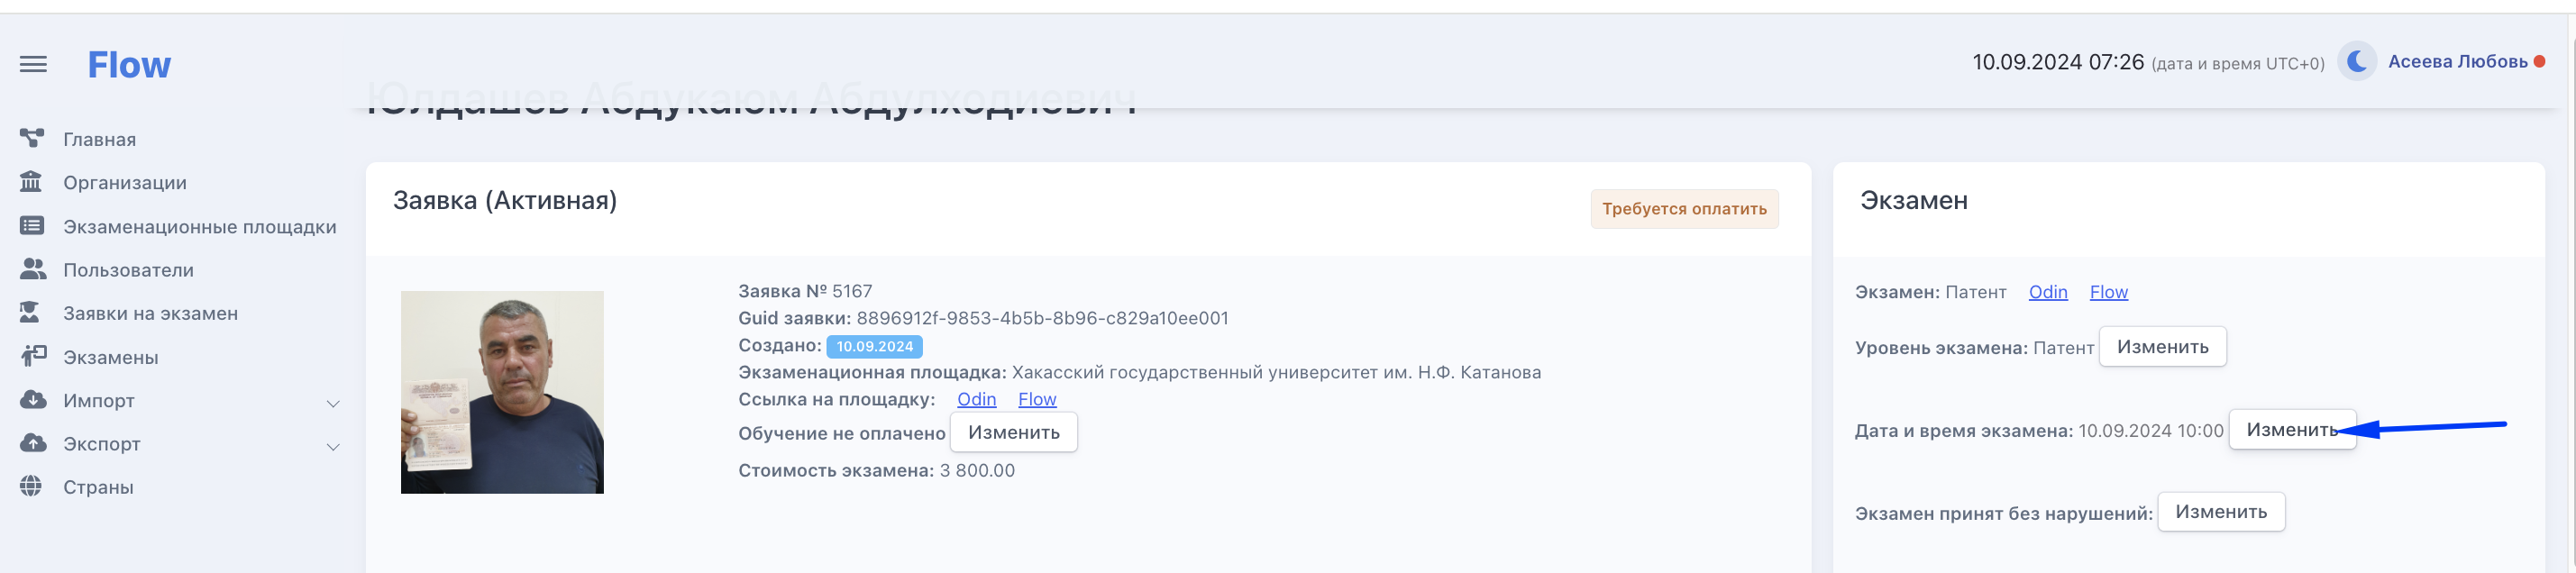 Flow
10.09.2024 07:26 (дата и время UTC+0)
Асеева Любовь
Юлдашев Абдукаюм Абдулходиевич
Главная
Организации
Экзаменационные площадки
Пользователи
Заявки на экзамен
Экзамены
Импорт
Экспорт
Страны
Заявка (Активная)
Требуется оплатить
Заявка № 5167
Guid заявки: 8896912f-9853-4b5b-8b96-c829a10ee001
Создано: 10.09.2024
Экзаменационная площадка: Хакасский государственный университет им. Н.Ф. Катанова
Ссылка на площадку: Odin Flow
Обучение не оплачено Изменить
Стоимость экзамена: 3 800.00
Экзамен
Экзамен: Патент Odin Flow
Уровень экзамена: Патент Изменить
Дата и время экзамена: 10.09.2024 10:00 Изменить
Экзамен принят без нарушений: Изменить